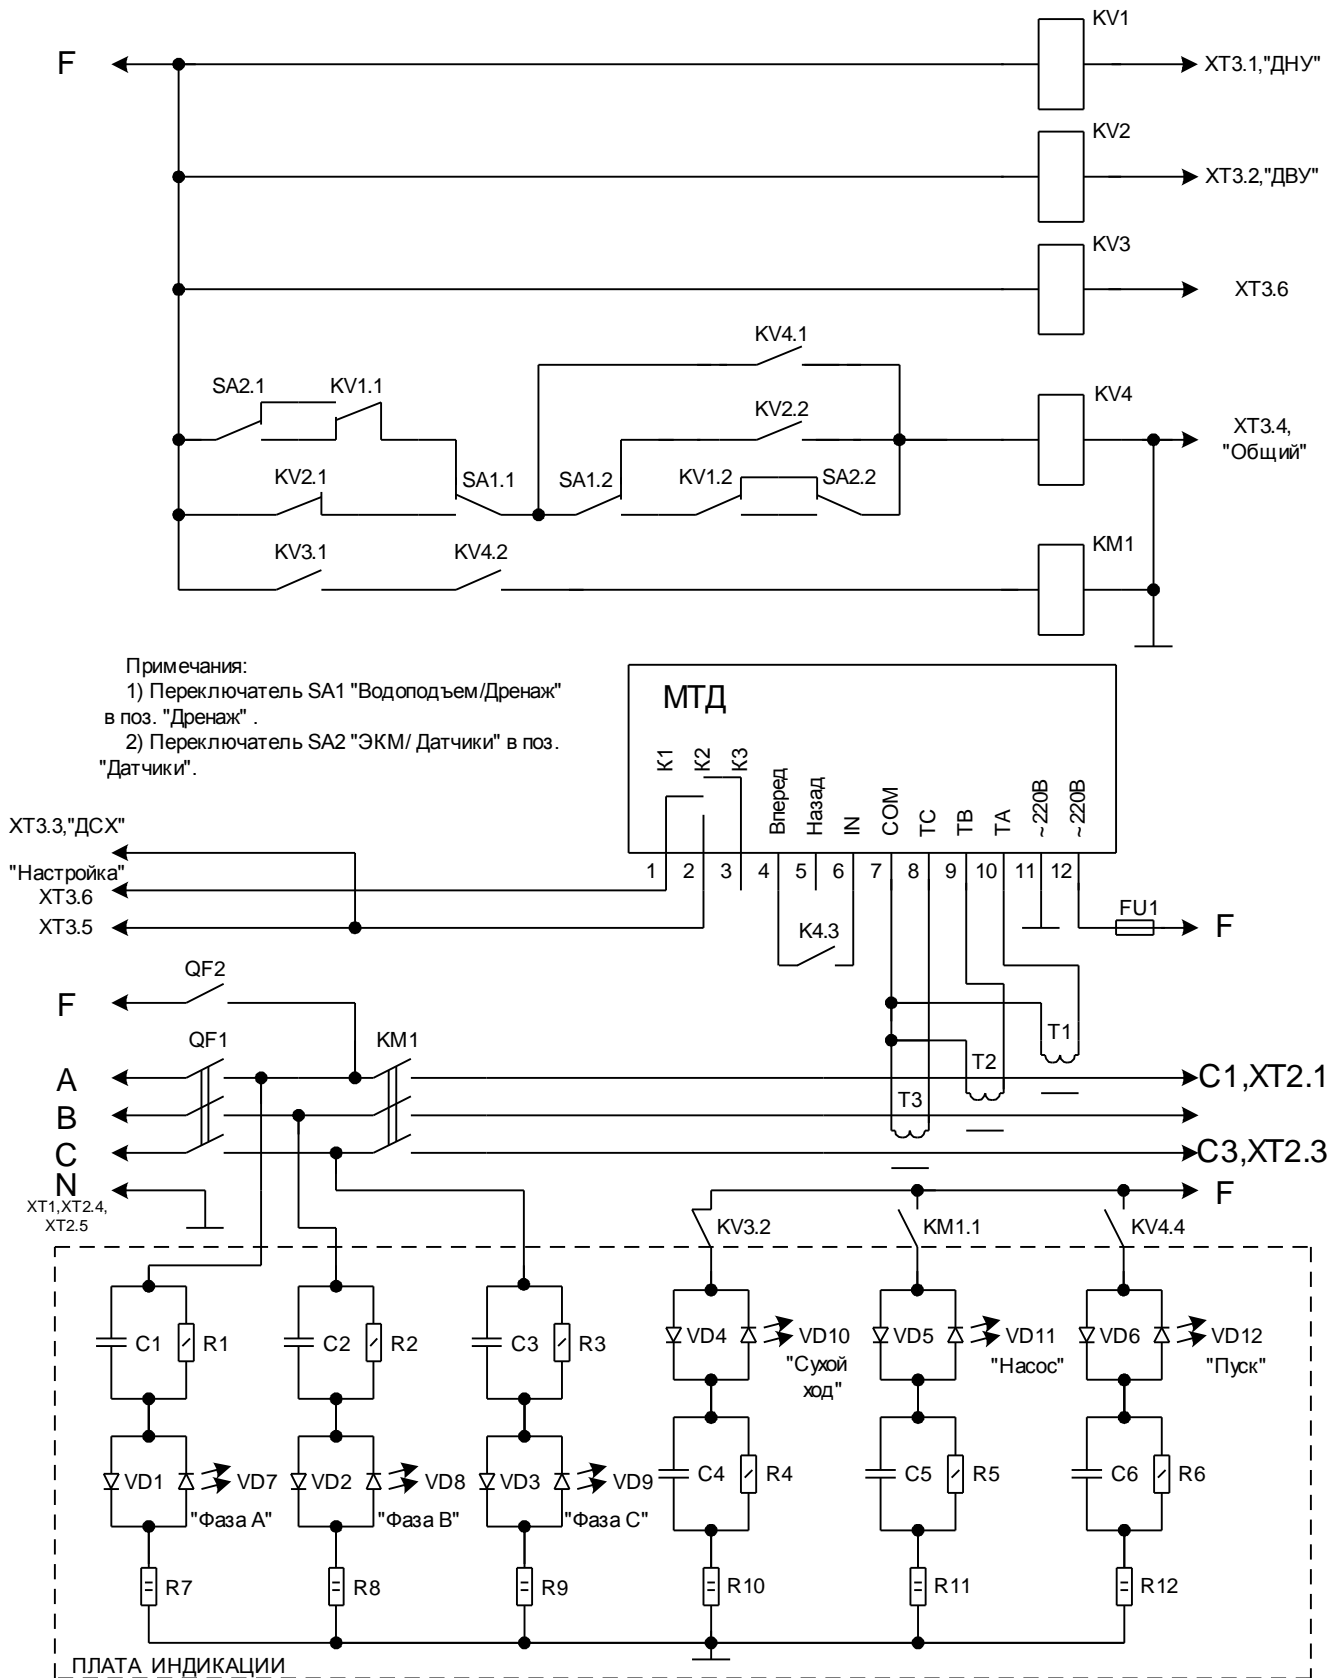 KV1
F
XT3.1,"ДНУ"
KV2
XT3.2,"ДВУ"
KV3
XT3.6
KV4.1
SA2.1
KV1.1
KV2.2
KV4
XT3.4,
"Общий"
KV2.1
SA1.1
SA1.2
KV1.2
SA2.2
KV3.1
KV4.2
KM1
Примечания:
1) Переключатель SA1 "Водоподъем/Дренаж"
в поз. "Дренаж" .
2) Переключатель SA2 "ЭКМ/ Датчики" в поз.
"Датчики".
МТД
К1
К2
К3
Вперед
Назад
IN
COM
TC
TB
TA
~220В
~220В
1
2
3
4
5
6
7
8
9
10
11
12
XT3.3,"ДСХ"
"Настройка"
XT3.6
XT3.5
K4.3
FU1
F
QF2
F
QF1
KM1
T1
T2
T3
A
C1,XT2.1
B
C
C3,XT2.3
N
XT1,XT2.4,
XT2.5
F
KV3.2
KM1.1
KV4.4
C1
R1
C2
R2
C3
R3
VD4
VD10
"Сухой
ход"
VD5
VD11
"Насос"
VD6
VD12
"Пуск"
VD1
VD7
"Фаза А"
VD2
VD8
"Фаза В"
VD3
VD9
"Фаза С"
C4
R4
C5
R5
C6
R6
R7
R8
R9
R10
R11
R12
ПЛАТА ИНДИКАЦИИ